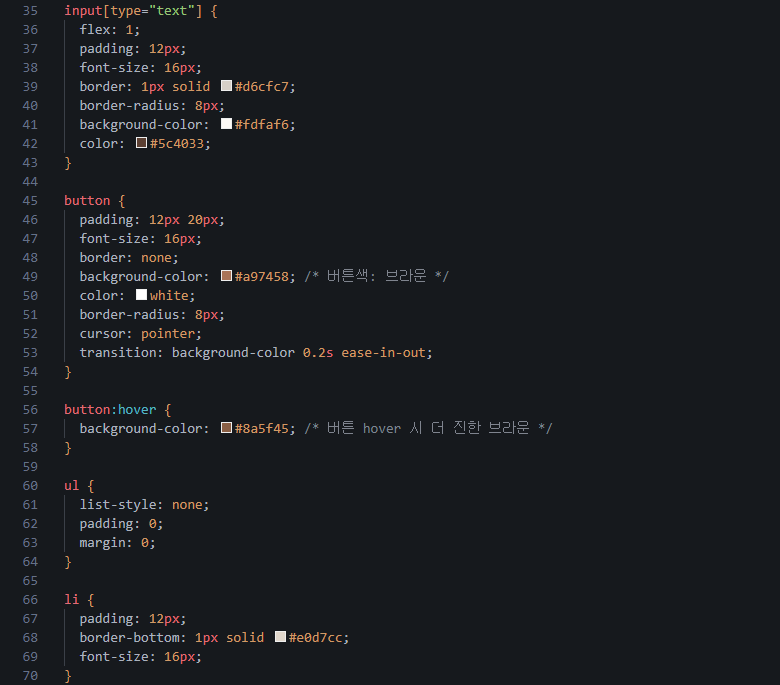 35 input[type="text"] {
36 flex: 1;
37 padding: 12px;
38 font-size: 16px;
39 border: 1px solid #d6cfc7;
40 border-radius: 8px;
41 background-color: #fdfaf6;
42 color: #5c4033;
43 }
44
45 button {
46 padding: 12px 20px;
47 font-size: 16px;
48 border: none;
49 background-color: #a97458; /* 버튼색: 브라운 */
50 color: white;
51 border-radius: 8px;
52 cursor: pointer;
53 transition: background-color 0.2s ease-in-out;
54 }
55
56 button:hover {
57 background-color: #8a5f45; /* 버튼 hover 시 더 진한 브라운 */
58 }
59
60 ul {
61 list-style: none;
62 padding: 0;
63 margin: 0;
64 }
65
66 li {
67 padding: 12px;
68 border-bottom: 1px solid #e0d7cc;
69 font-size: 16px;
70 }